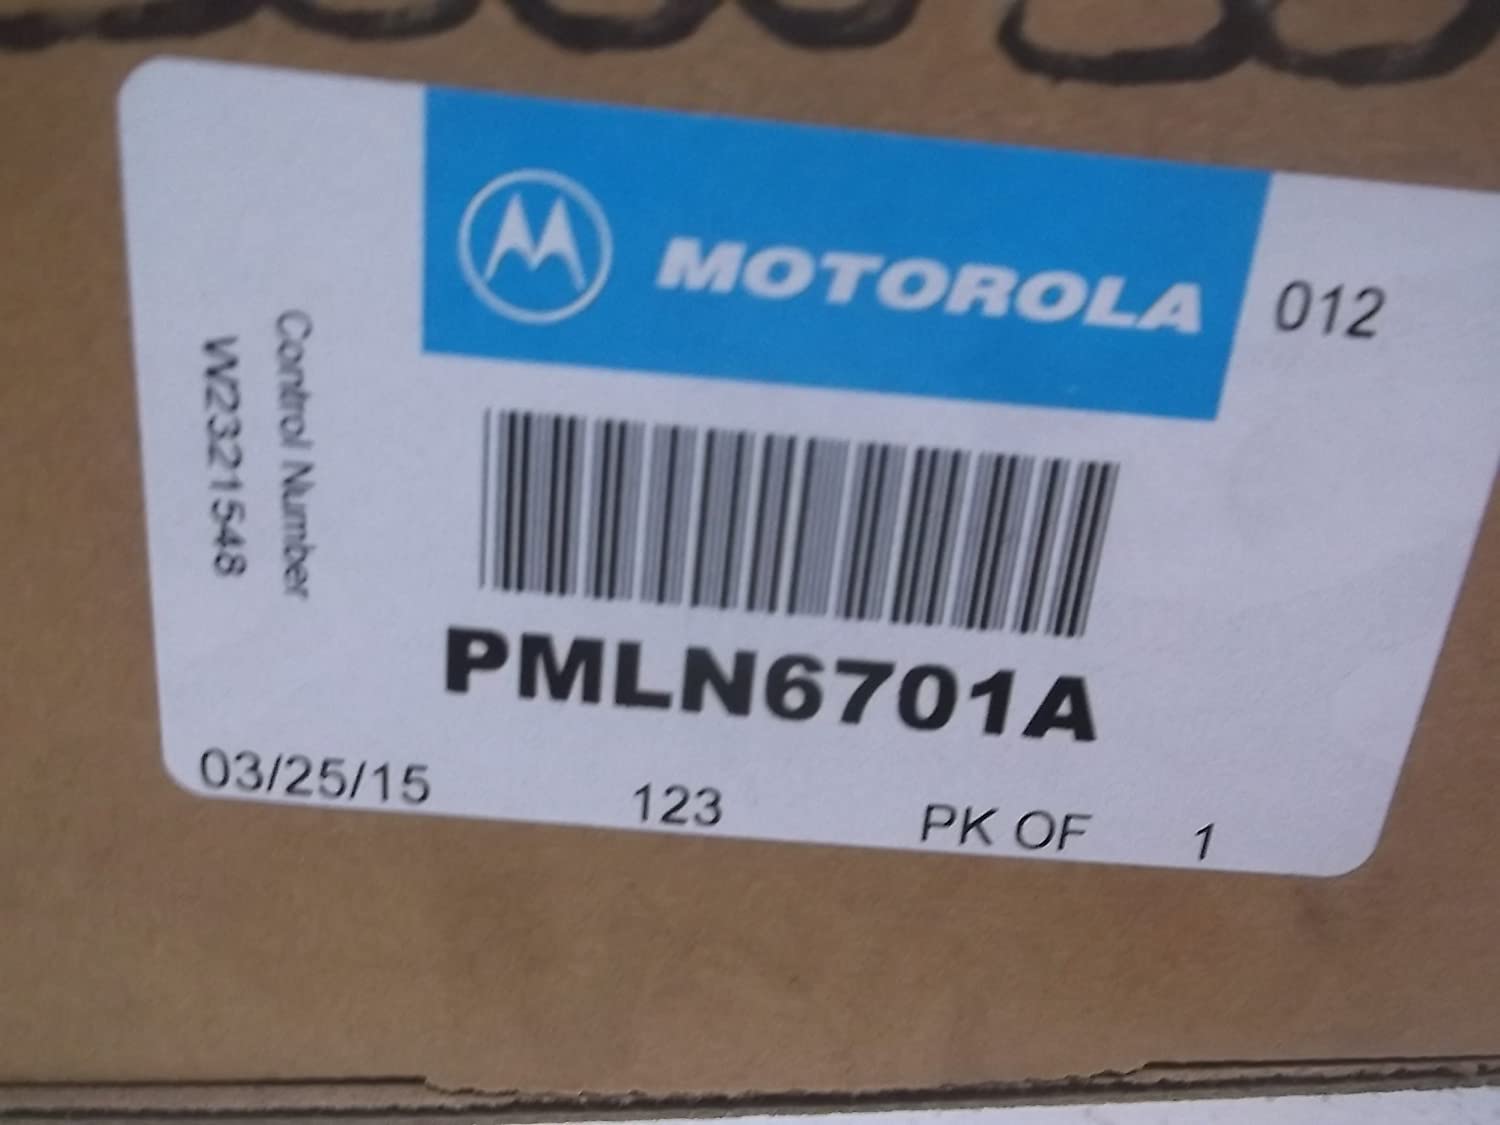 MOTOROLA
012
Control Number
W2321548
PMLN6701A
03/25/15 123 PK OF 1